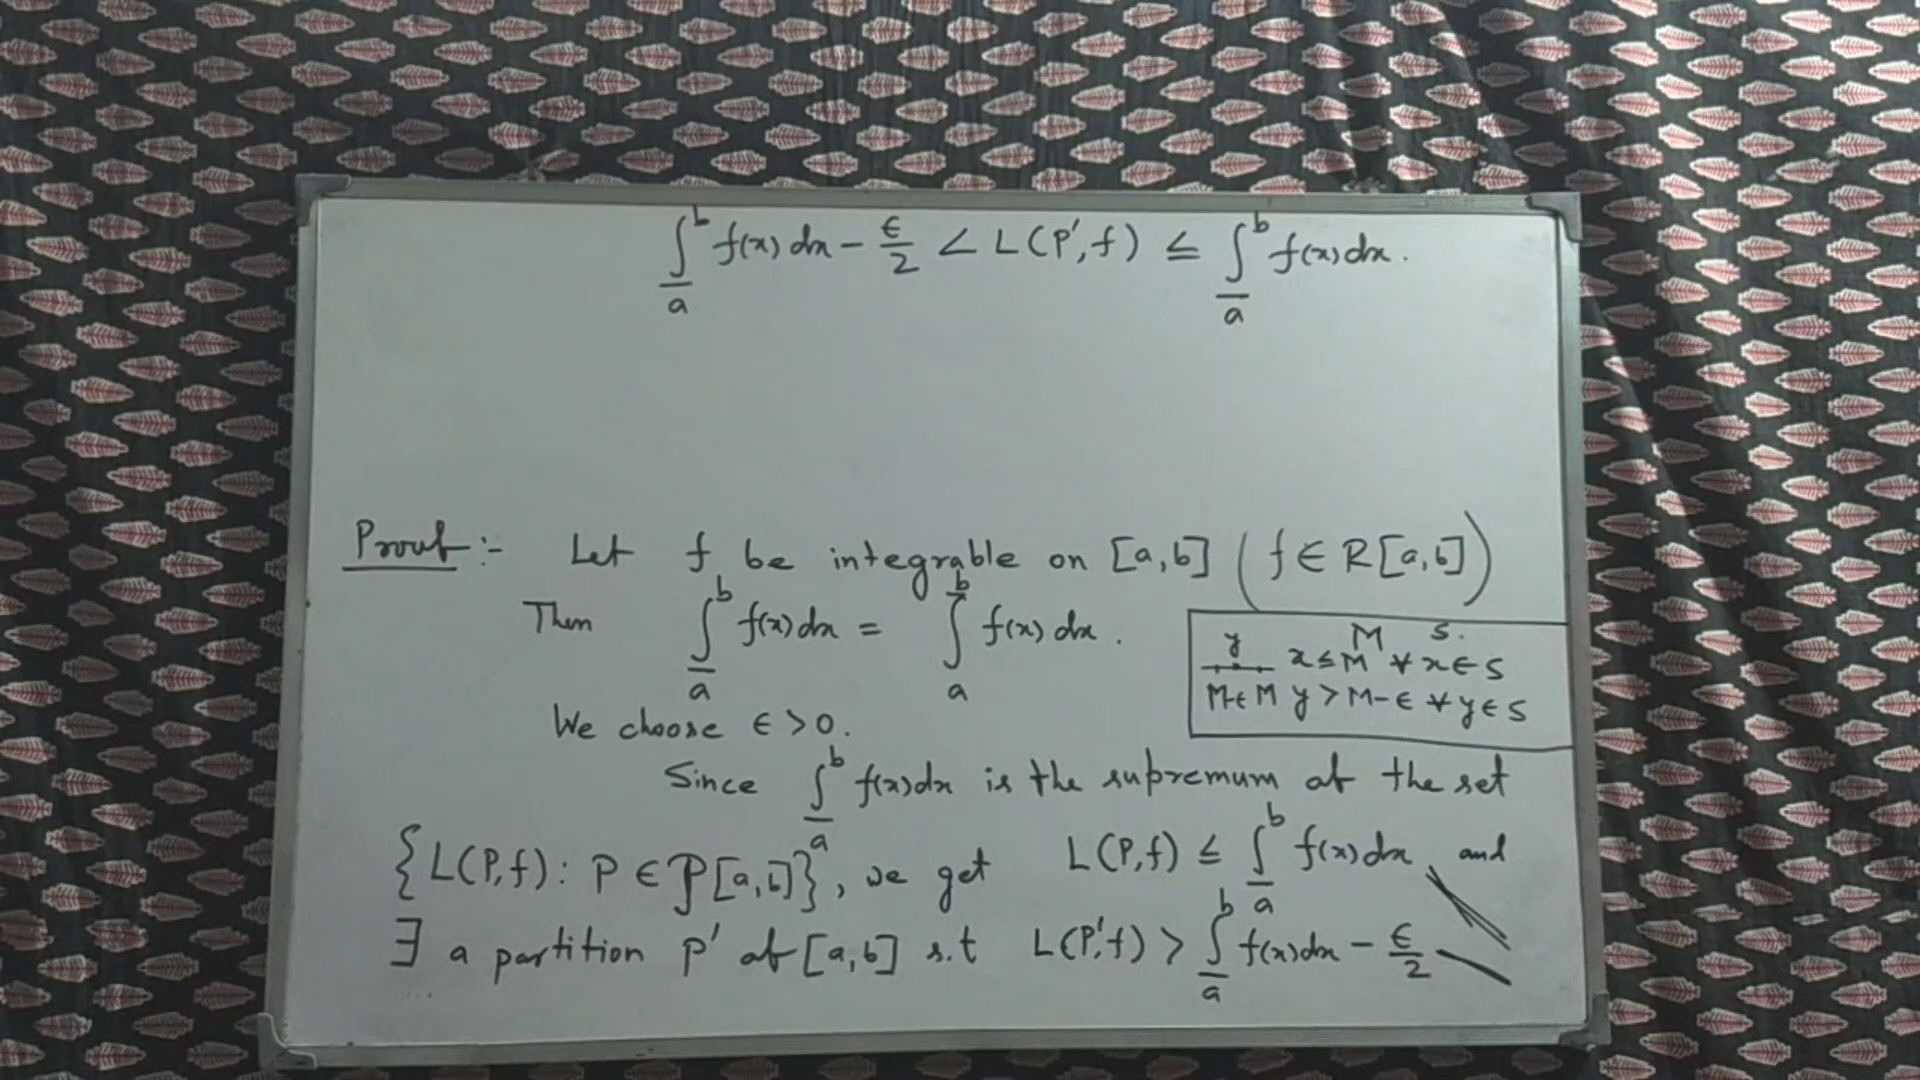 ∫_a^b f(x) dx − ε/2 < L(P′, f) ≤ ∫_a^b f(x) dx.
Proof :- Let f be integrable on [a, b] (f ∈ R[a, b])
Then ∫_a^b f(x) dx = ∫_a^b f(x) dx.
M S.
y x ≤ M ∀ x ∈ S
M-ε M y > M-ε ∀ y ∈ S
We choose ε > 0.
Since ∫_a^b f(x) dx is the supremum of the set
{L(P, f) : P ∈ 𝒫[a, b]}, we get L(P, f) ≤ ∫_a^b f(x) dx and
∃ a partition P′ of [a, b] s.t L(P′, f) > ∫_a^b f(x) dx − ε/2